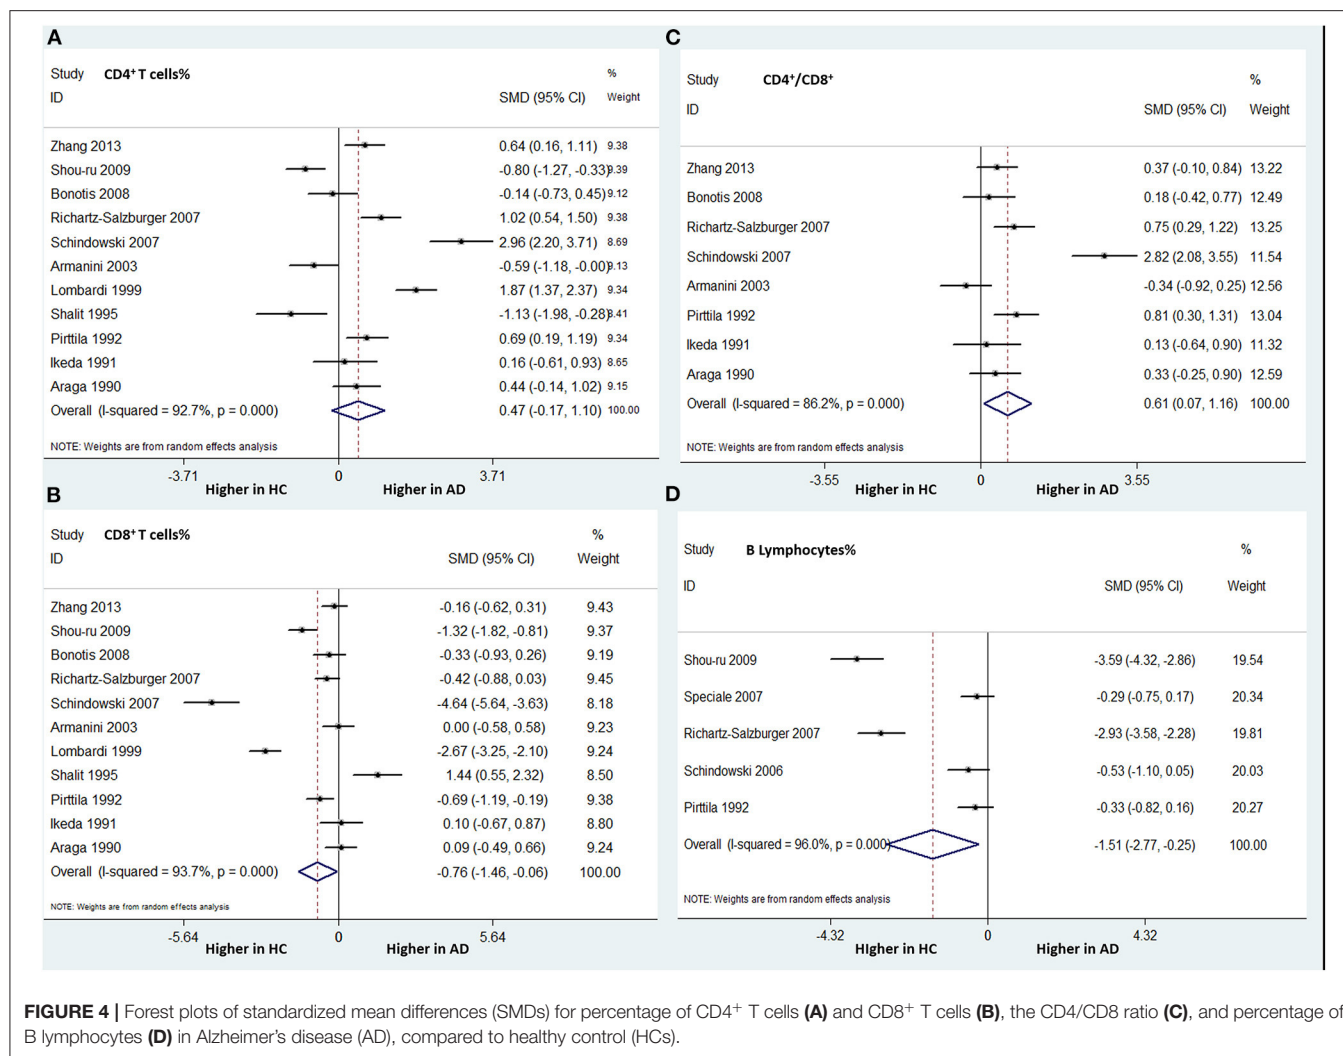 A
Study CD4⁺ T cells% %
ID SMD (95% CI) Weight
Zhang 2013 0.64 (0.16, 1.11) 9.38
Shou-ru 2009 -0.80 (-1.27, -0.33) 9.39
Bonotis 2008 -0.14 (-0.73, 0.45) 9.12
Richartz-Salzburger 2007 1.02 (0.54, 1.50) 9.38
Schindowski 2007 2.96 (2.20, 3.71) 8.69
Armanini 2003 -0.59 (-1.18, -0.00) 9.13
Lombardi 1999 1.87 (1.37, 2.37) 9.34
Shalit 1995 -1.13 (-1.98, -0.28) 8.41
Pirttila 1992 0.69 (0.19, 1.19) 9.34
Ikeda 1991 0.16 (-0.61, 0.93) 8.65
Araga 1990 0.44 (-0.14, 1.02) 9.15
Overall (I-squared = 92.7%, p = 0.000) 0.47 (-0.17, 1.10) 100.00
NOTE: Weights are from random effects analysis
-3.71 0 3.71
Higher in HC Higher in AD
B
Study CD8⁺ T cells% %
ID SMD (95% CI) Weight
Zhang 2013 -0.16 (-0.62, 0.31) 9.43
Shou-ru 2009 -1.32 (-1.82, -0.81) 9.37
Bonotis 2008 -0.33 (-0.93, 0.26) 9.19
Richartz-Salzburger 2007 -0.42 (-0.88, 0.03) 9.45
Schindowski 2007 -4.64 (-5.64, -3.63) 8.18
Armanini 2003 0.00 (-0.58, 0.58) 9.23
Lombardi 1999 -2.67 (-3.25, -2.10) 9.24
Shalit 1995 1.44 (0.55, 2.32) 8.50
Pirttila 1992 -0.69 (-1.19, -0.19) 9.38
Ikeda 1991 0.10 (-0.67, 0.87) 8.80
Araga 1990 0.09 (-0.49, 0.66) 9.24
Overall (I-squared = 93.7%, p = 0.000) -0.76 (-1.46, -0.06) 100.00
NOTE: Weights are from random effects analysis
-5.64 0 5.64
Higher in HC Higher in AD
C
Study CD4⁺/CD8⁺ %
ID SMD (95% CI) Weight
Zhang 2013 0.37 (-0.10, 0.84) 13.22
Bonotis 2008 0.18 (-0.42, 0.77) 12.49
Richartz-Salzburger 2007 0.75 (0.29, 1.22) 13.25
Schindowski 2007 2.82 (2.08, 3.55) 11.54
Armanini 2003 -0.34 (-0.92, 0.25) 12.56
Pirttila 1992 0.81 (0.30, 1.31) 13.04
Ikeda 1991 0.13 (-0.64, 0.90) 11.32
Araga 1990 0.33 (-0.25, 0.90) 12.59
Overall (I-squared = 86.2%, p = 0.000) 0.61 (0.07, 1.16) 100.00
NOTE: Weights are from random effects analysis
-3.55 0 3.55
Higher in HC Higher in AD
D
Study B Lymphocytes% %
ID SMD (95% CI) Weight
Shou-ru 2009 -3.59 (-4.32, -2.86) 19.54
Speciale 2007 -0.29 (-0.75, 0.17) 20.34
Richartz-Salzburger 2007 -2.93 (-3.58, -2.28) 19.81
Schindowski 2006 -0.53 (-1.10, 0.05) 20.03
Pirttila 1992 -0.33 (-0.82, 0.16) 20.27
Overall (I-squared = 96.0%, p = 0.000) -1.51 (-2.77, -0.25) 100.00
NOTE: Weights are from random effects analysis
-4.32 0 4.32
HIgher in HC Higher in AD
FIGURE 4 | Forest plots of standardized mean differences (SMDs) for percentage of CD4⁺ T cells (A) and CD8⁺ T cells (B), the CD4/CD8 ratio (C), and percentage of
B lymphocytes (D) in Alzheimer's disease (AD), compared to healthy control (HCs).